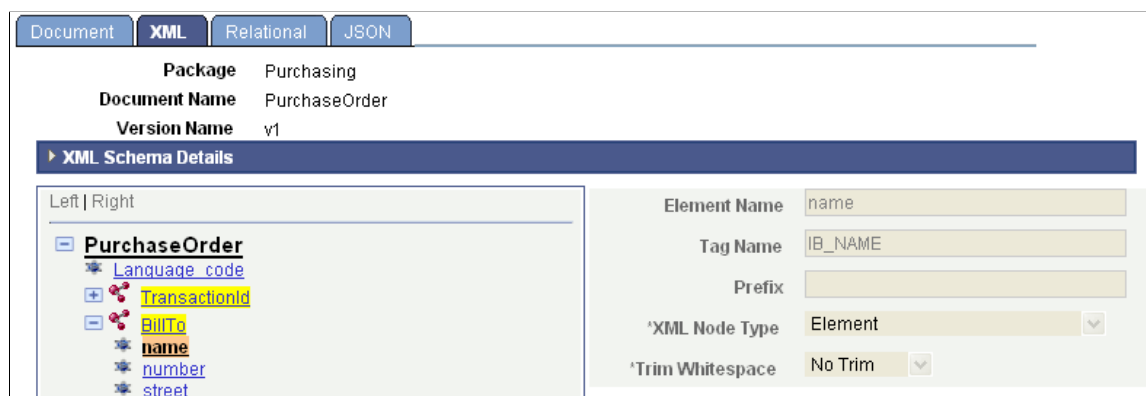 Document XML Relational JSON
Package Purchasing
Document Name PurchaseOrder
Version Name v1
XML Schema Details
Left | Right
PurchaseOrder
Language_code
TransactionId
BillTo
name
number
street
Element Name name
Tag Name IB_NAME
Prefix
*XML Node Type Element
*Trim Whitespace No Trim